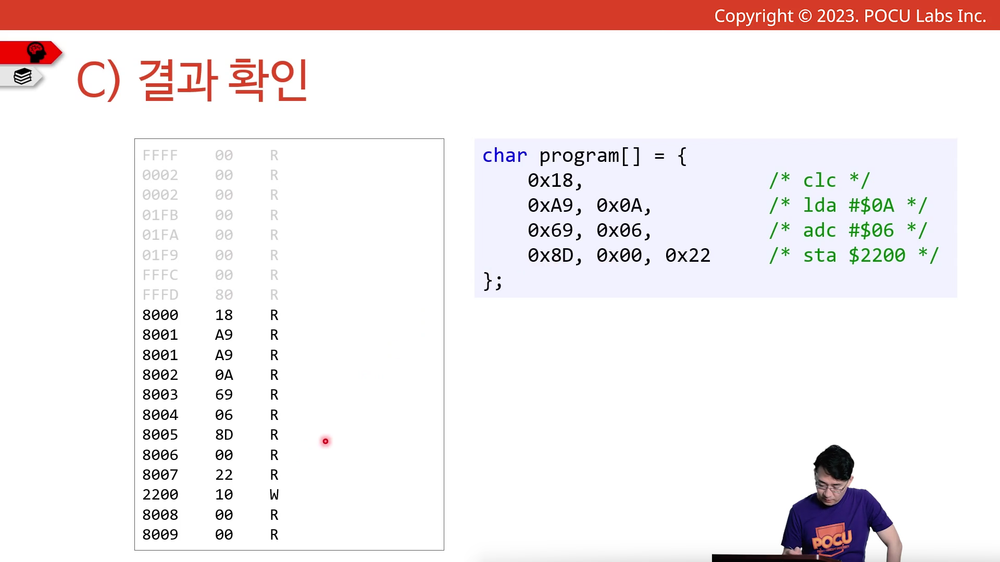 Copyright © 2023. POCU Labs Inc.
C) 결과 확인
FFFF 00 R
0002 00 R
0002 00 R
01FB 00 R
01FA 00 R
01F9 00 R
FFFC 00 R
FFFD 80 R
8000 18 R
8001 A9 R
8001 A9 R
8002 0A R
8003 69 R
8004 06 R
8005 8D R
8006 00 R
8007 22 R
2200 10 W
8008 00 R
8009 00 R
char program[] = {
0x18, /* clc */
0xA9, 0x0A, /* lda #$0A */
0x69, 0x06, /* adc #$06 */
0x8D, 0x00, 0x22 /* sta $2200 */
};
POCU